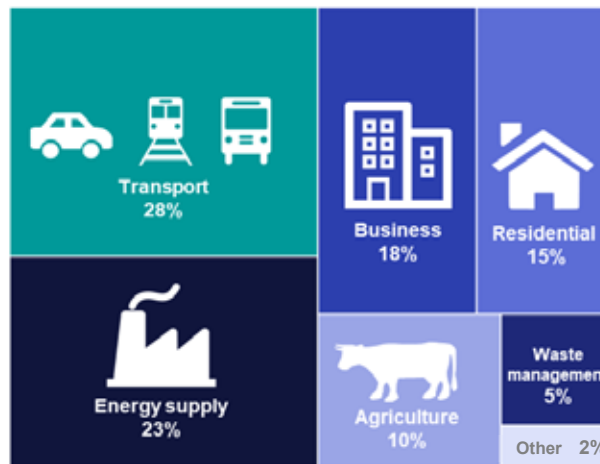 Transport
28%
Business
18%
Residential
15%
Energy supply
23%
Agriculture
10%
Waste
managemen
5%
Other 2%